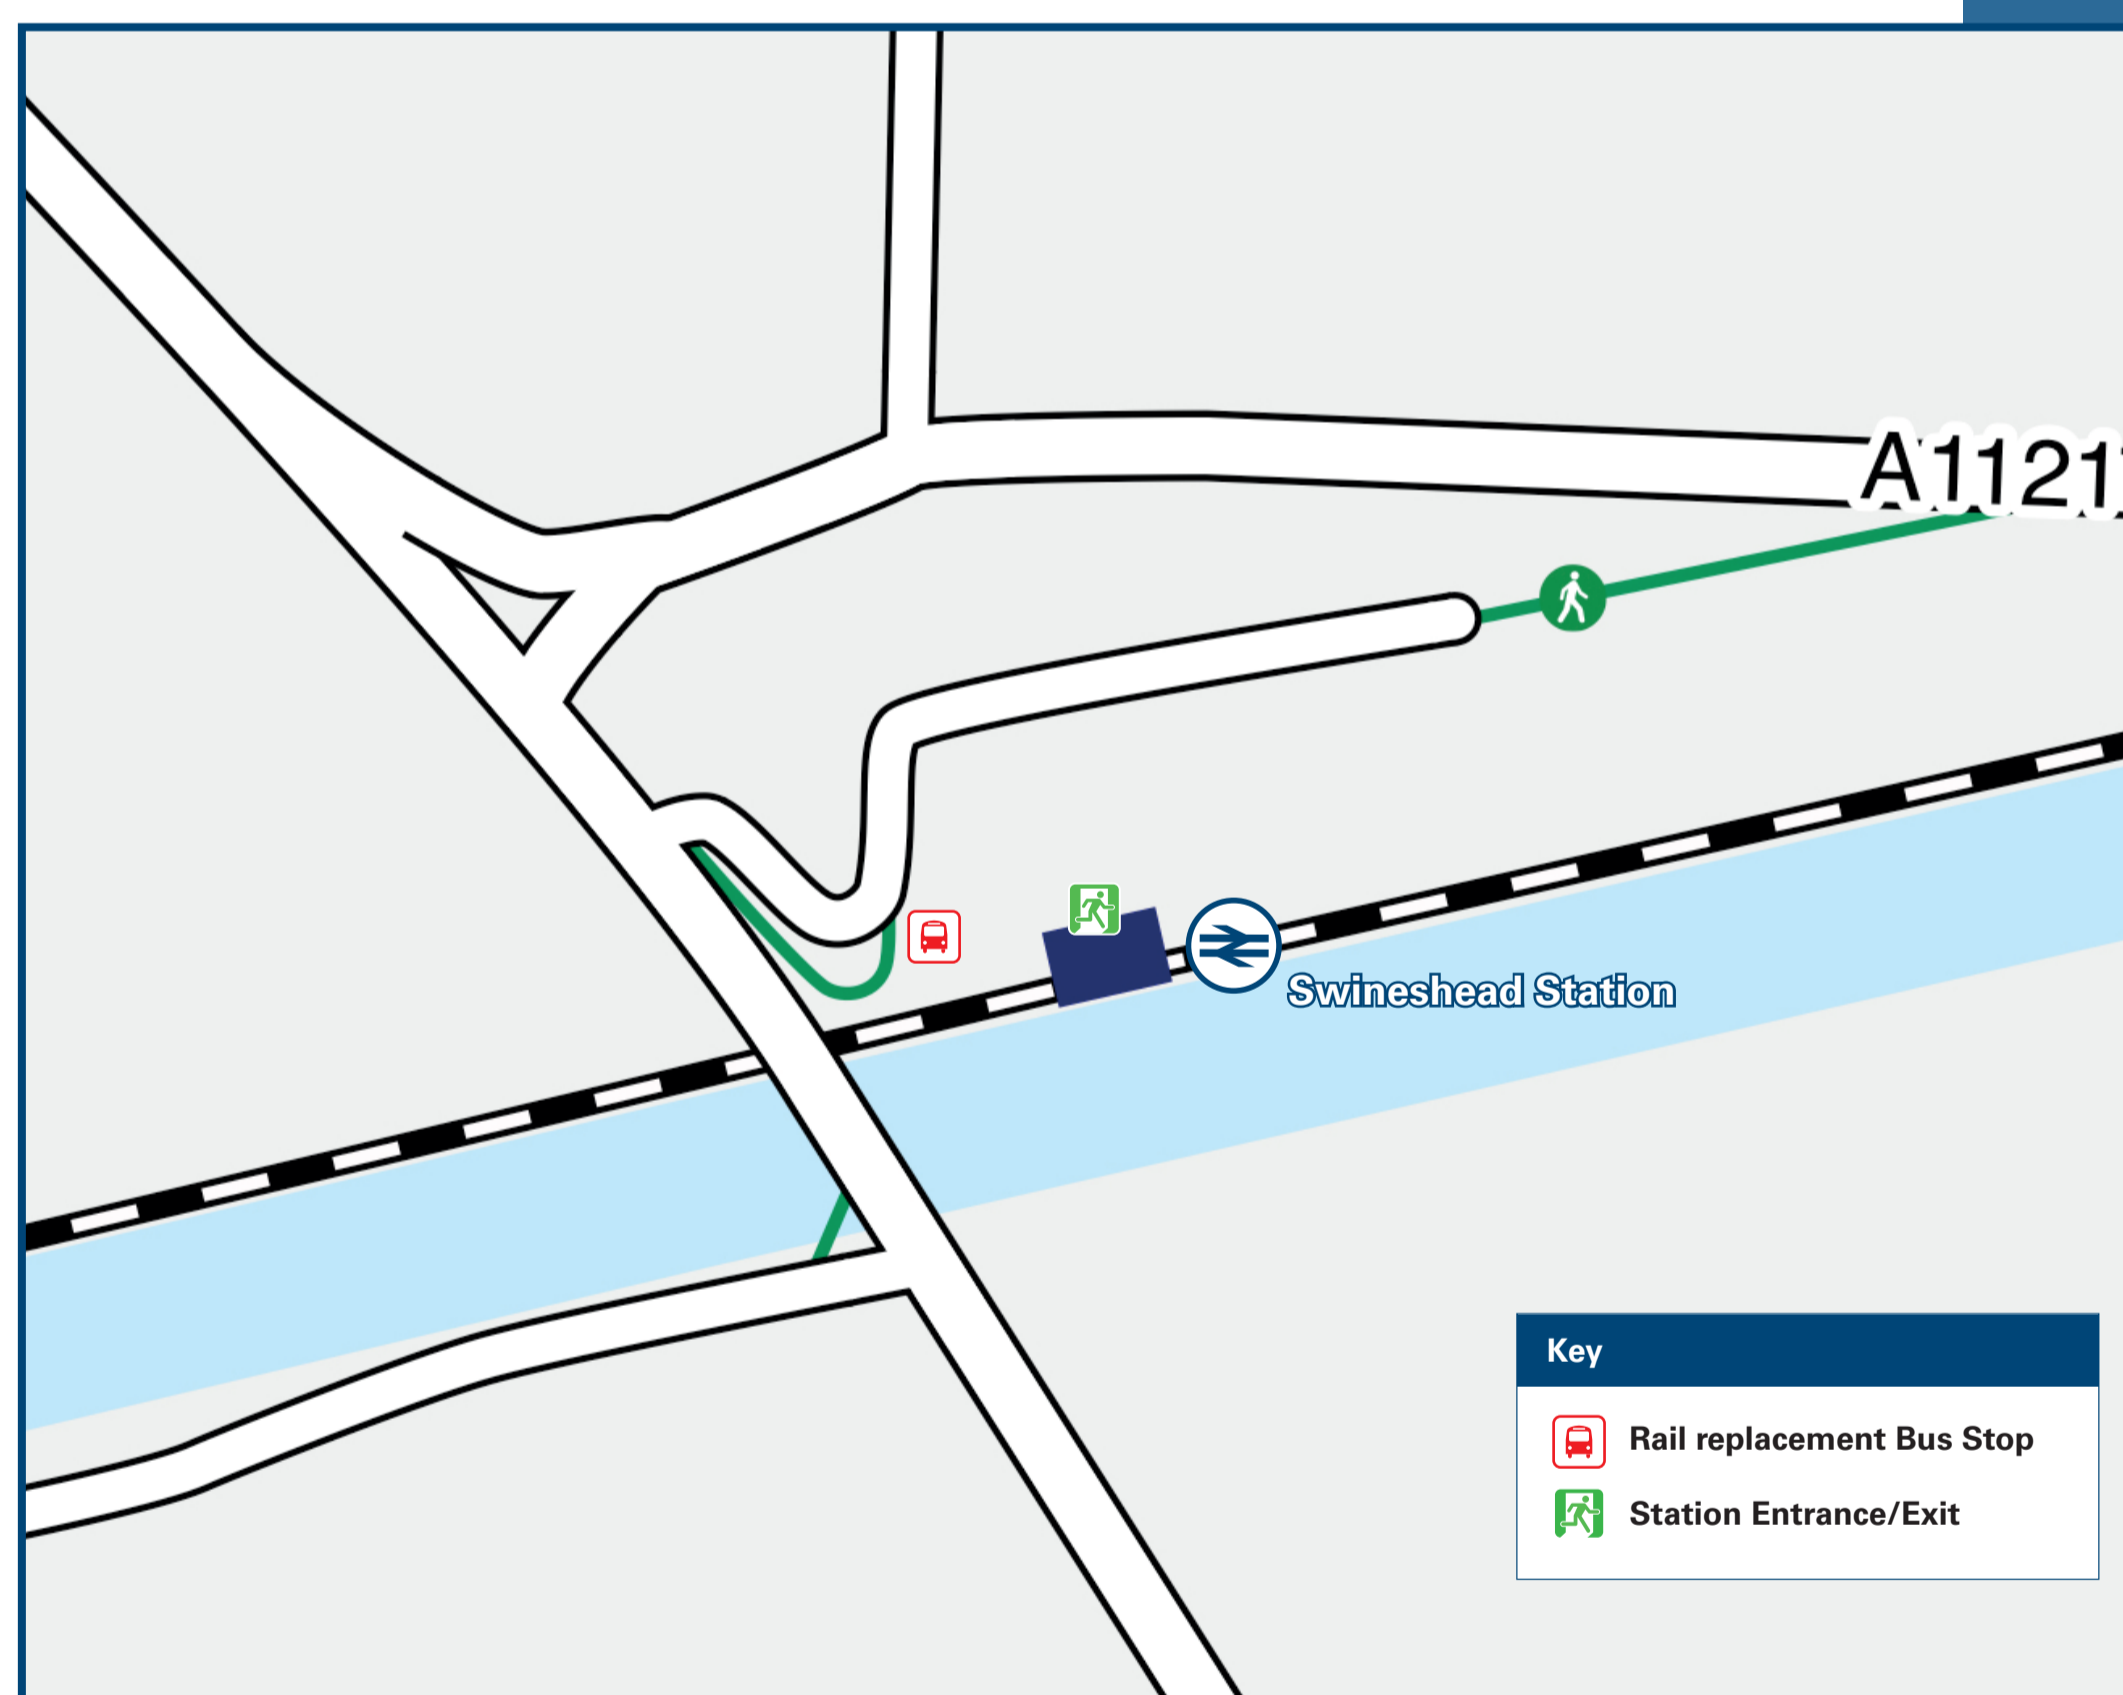 A1121
Swineshead Station
Key
Rail replacement Bus Stop
Station Entrance/Exit